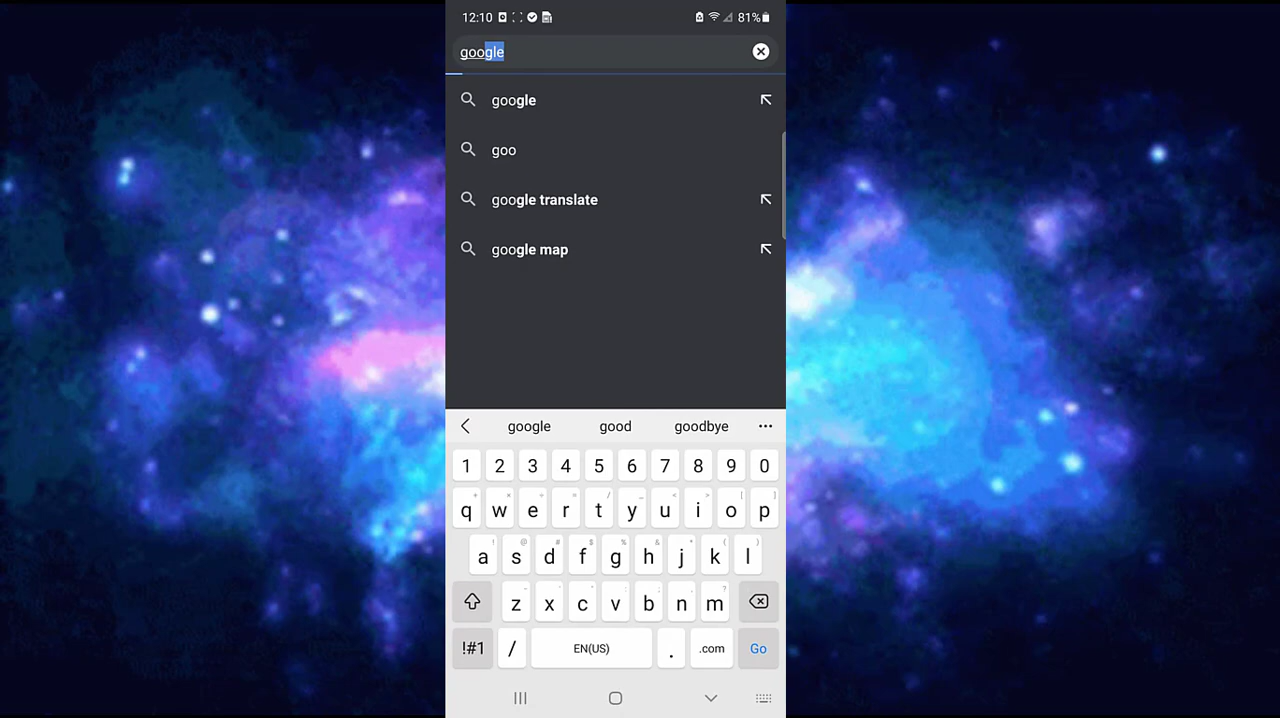 12:10 81%
google
google
goo
google translate
google map
google good goodbye
1 2 3 4 5 6 7 8 9 0
q w e r t y u i o p
a s d f g h j k l
z x c v b n m
!#1 / EN(US) . .com Go